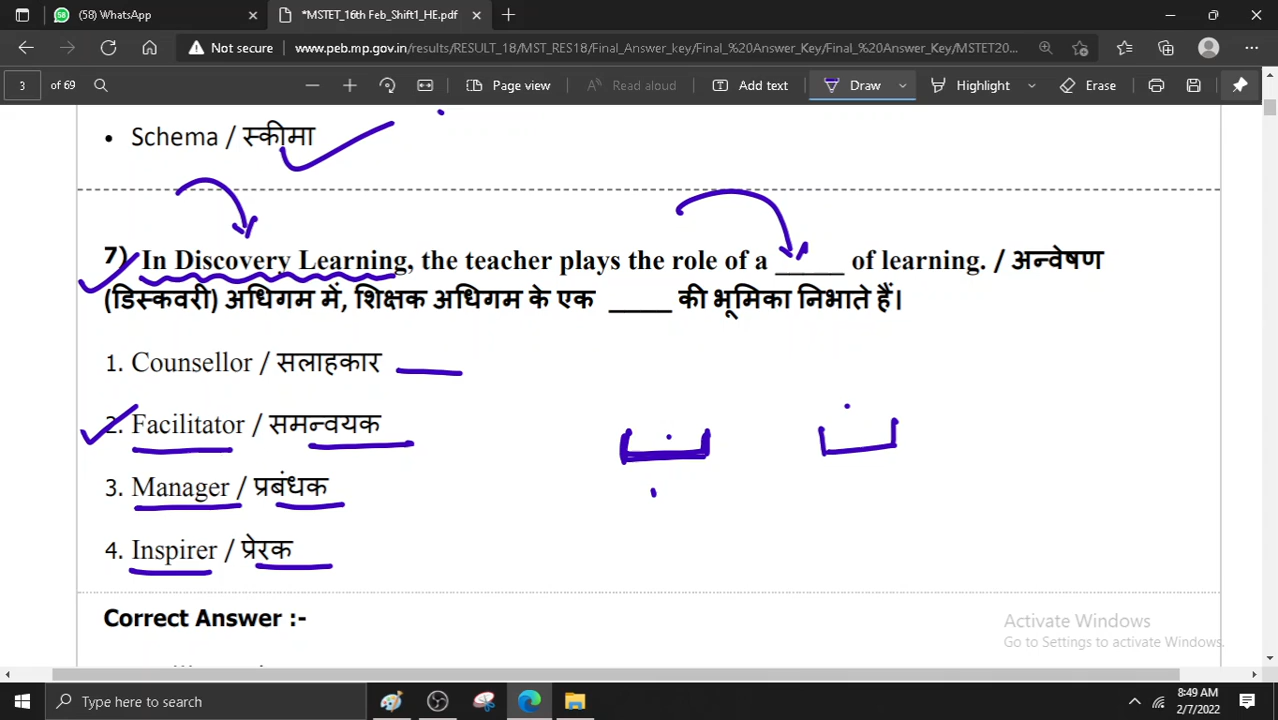 (58) WhatsApp
*MSTET_16th Feb_Shift1_HE.pdf
Not secure
www.peb.mp.gov.in/results/RESULT_18/MST_RES18/Final_Answer_key/Final_%20Answer_Key/Final_%20Answer_Key/MSTET20...
3 of 69
Page view
Read aloud
Add text
Draw
Highlight
Erase
• Schema / स्कीमा
7) In Discovery Learning, the teacher plays the role of a _____ of learning. / अन्वेषण
(डिस्कवरी) अधिगम में, शिक्षक अधिगम के एक _____ की भूमिका निभाते हैं।
1. Counsellor / सलाहकार
2. Facilitator / समन्वयक
3. Manager / प्रबंधक
4. Inspirer / प्रेरक
Correct Answer :-
Activate Windows
Go to Settings to activate Windows.
Type here to search
8:49 AM
2/7/2022